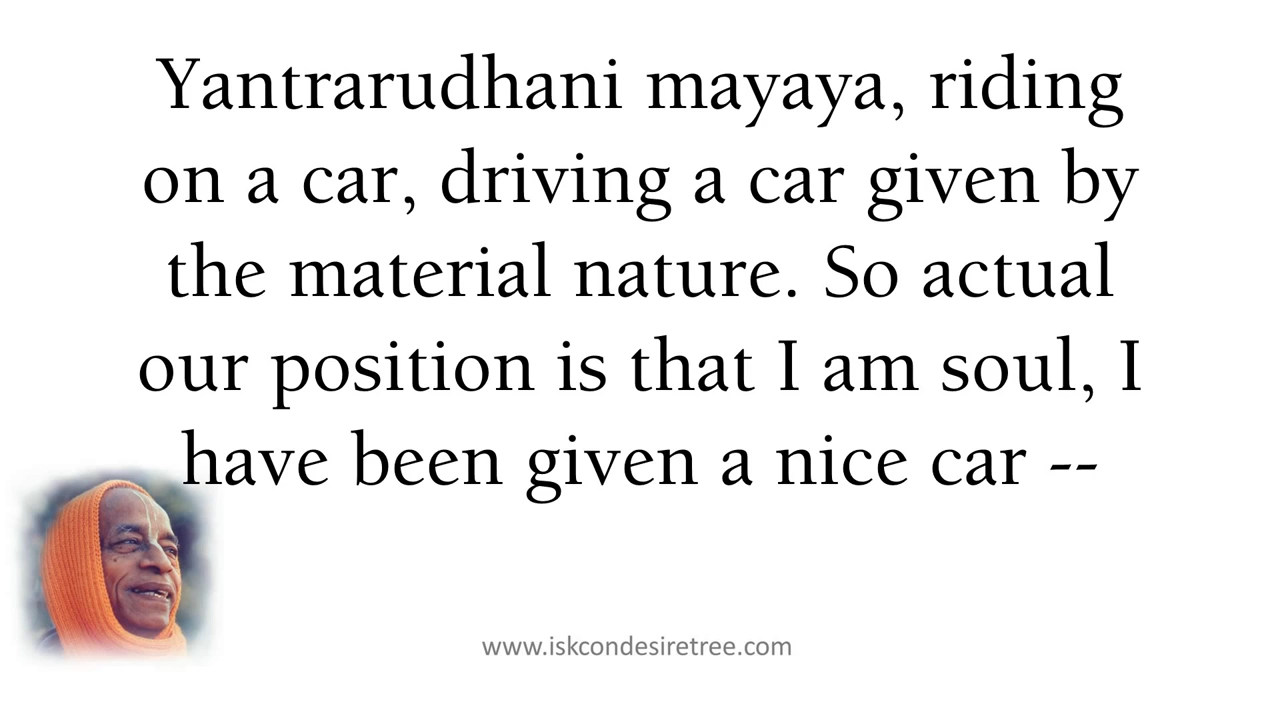 Yantrarudhani mayaya, riding
on a car, driving a car given by
the material nature. So actual
our position is that I am soul, I
have been given a nice car --
www.iskcondesiretree.com